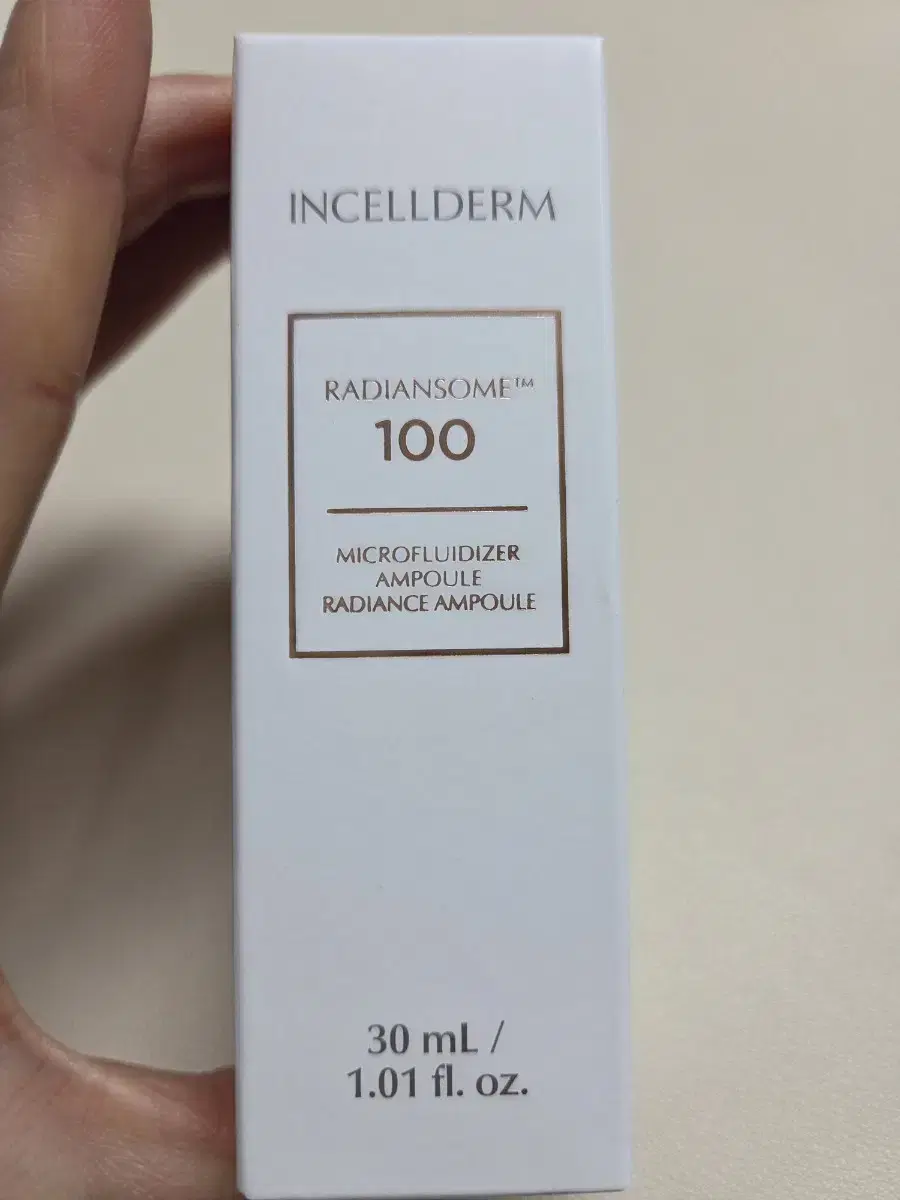 INCELLDERM
RADIANSOME™
100
MICROFLUIDIZER
AMPOULE
RADIANCE AMPOULE
30 mL /
1.01 fl. oz.